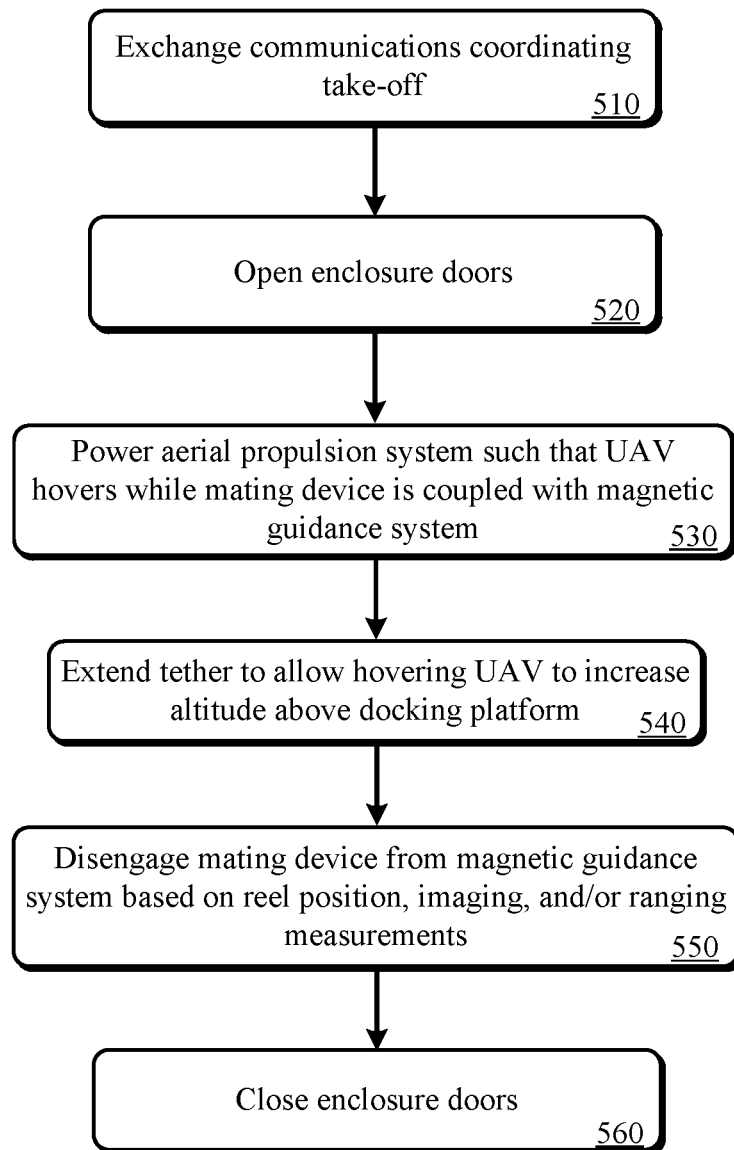 Exchange communications coordinating
take-off
510
Open enclosure doors
520
Power aerial propulsion system such that UAV
hovers while mating device is coupled with magnetic
guidance system
530
Extend tether to allow hovering UAV to increase
altitude above docking platform
540
Disengage mating device from magnetic guidance
system based on reel position, imaging, and/or ranging
measurements
550
Close enclosure doors
560